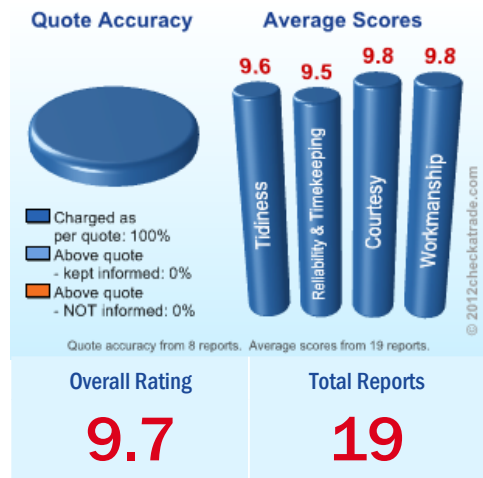 Quote Accuracy
Average Scores
9.6
9.5
9.8
9.8
Tidiness
Reliability & Timekeeping
Courtesy
Workmanship
Charged as
per quote: 100%
Above quote
- kept informed: 0%
Above quote
- NOT informed: 0%
© 2012checkatrade.com
Quote accuracy from 8 reports. Average scores from 19 reports.
Overall Rating
9.7
Total Reports
19